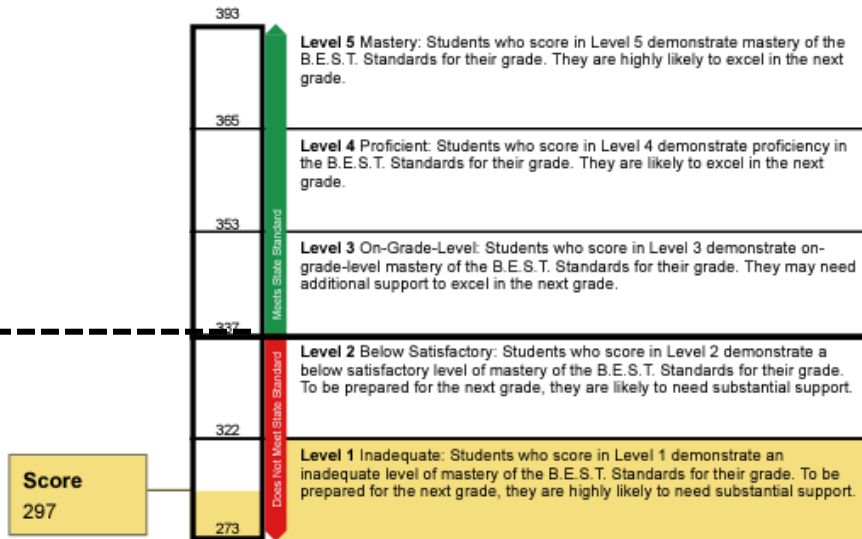 393
Level 5 Mastery: Students who score in Level 5 demonstrate mastery of the
B.E.S.T. Standards for their grade. They are highly likely to excel in the next
grade.
365
Level 4 Proficient: Students who score in Level 4 demonstrate proficiency in
the B.E.S.T. Standards for their grade. They are likely to excel in the next
grade.
353
Meets State Standard
Level 3 On-Grade-Level: Students who score in Level 3 demonstrate on-
grade-level mastery of the B.E.S.T. Standards for their grade. They may need
additional support to excel in the next grade.
337
Does Not Meet State Standard
Level 2 Below Satisfactory: Students who score in Level 2 demonstrate a
below satisfactory level of mastery of the B.E.S.T. Standards for their grade.
To be prepared for the next grade, they are likely to need substantial support.
322
Level 1 Inadequate: Students who score in Level 1 demonstrate an
inadequate level of mastery of the B.E.S.T. Standards for their grade. To be
prepared for the next grade, they are highly likely to need substantial support.
Score
297
273